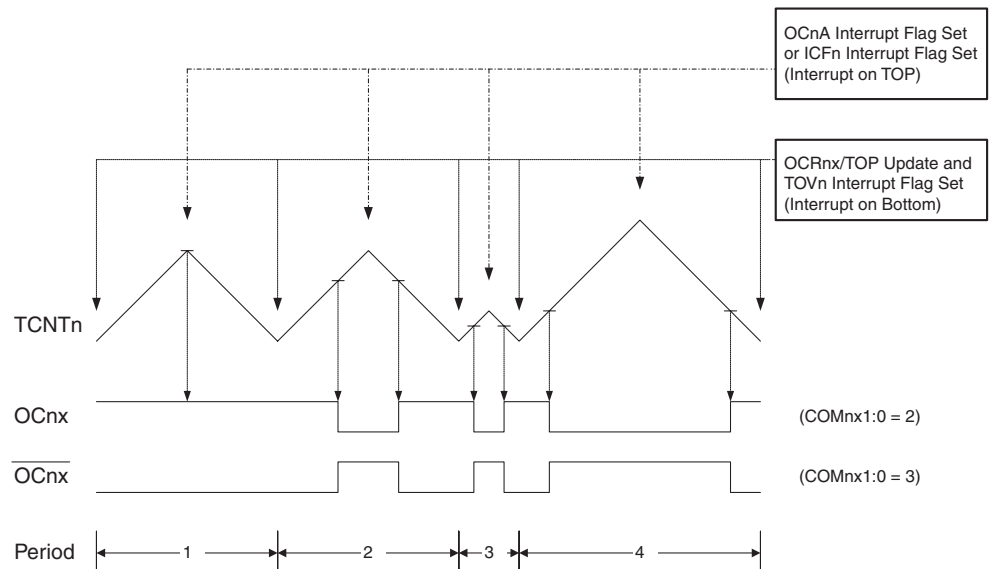 OCnA Interrupt Flag Set
or ICFn Interrupt Flag Set
(Interrupt on TOP)
OCRnx/TOP Update and
TOVn Interrupt Flag Set
(Interrupt on Bottom)
TCNTn
OCnx
(COMnx1:0 = 2)
OCnx
(COMnx1:0 = 3)
Period
1
2
3
4